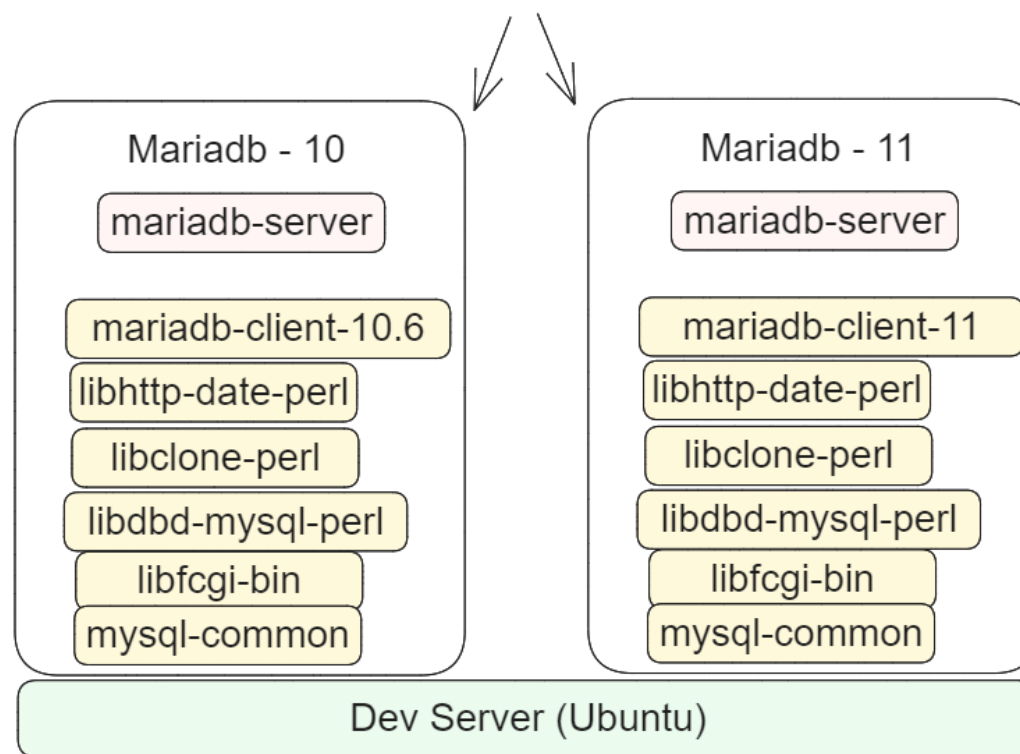 Mariadb - 10
mariadb-server
mariadb-client-10.6
libhttp-date-perl
libclone-perl
libdbd-mysql-perl
libfcgi-bin
mysql-common
Mariadb - 11
mariadb-server
mariadb-client-11
libhttp-date-perl
libclone-perl
libdbd-mysql-perl
libfcgi-bin
mysql-common
Dev Server (Ubuntu)